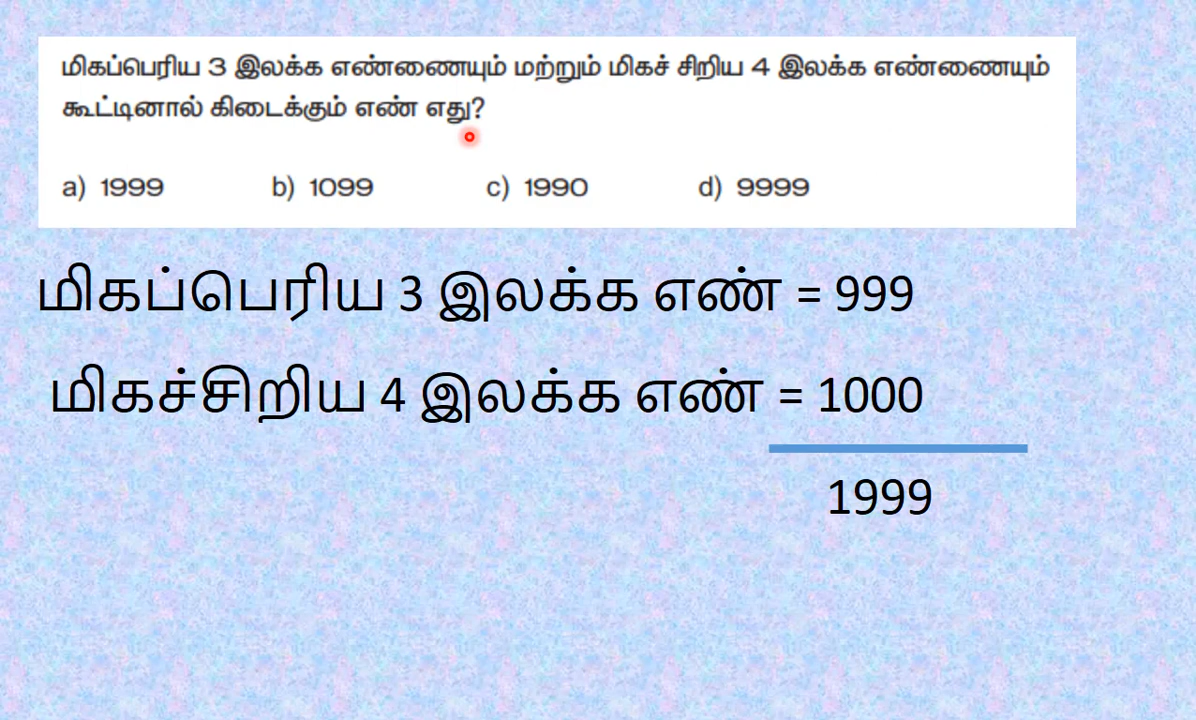 மிகப்பெரிய 3 இலக்க எண்ணையும் மற்றும் மிகச் சிறிய 4 இலக்க எண்ணையும்
கூட்டினால் கிடைக்கும் எண் எது?
a) 1999 b) 1099 c) 1990 d) 9999
மிகப்பெரிய 3 இலக்க எண் = 999
மிகச்சிறிய 4 இலக்க எண் = 1000
1999